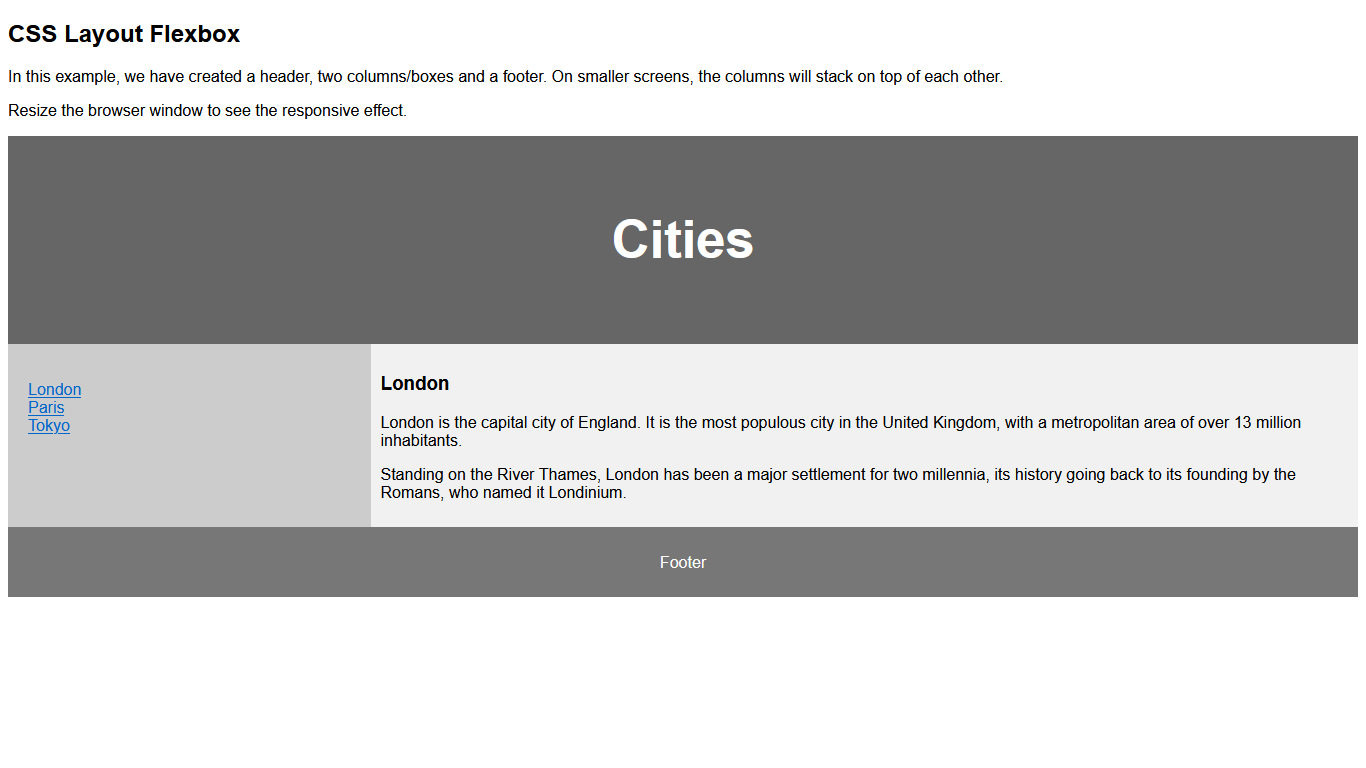 CSS Layout Flexbox
In this example, we have created a header, two columns/boxes and a footer. On smaller screens, the columns will stack on top of each other.
Resize the browser window to see the responsive effect.
Cities
London
Paris
Tokyo
London
London is the capital city of England. It is the most populous city in the United Kingdom, with a metropolitan area of over 13 million
inhabitants.
Standing on the River Thames, London has been a major settlement for two millennia, its history going back to its founding by the
Romans, who named it Londinium.
Footer